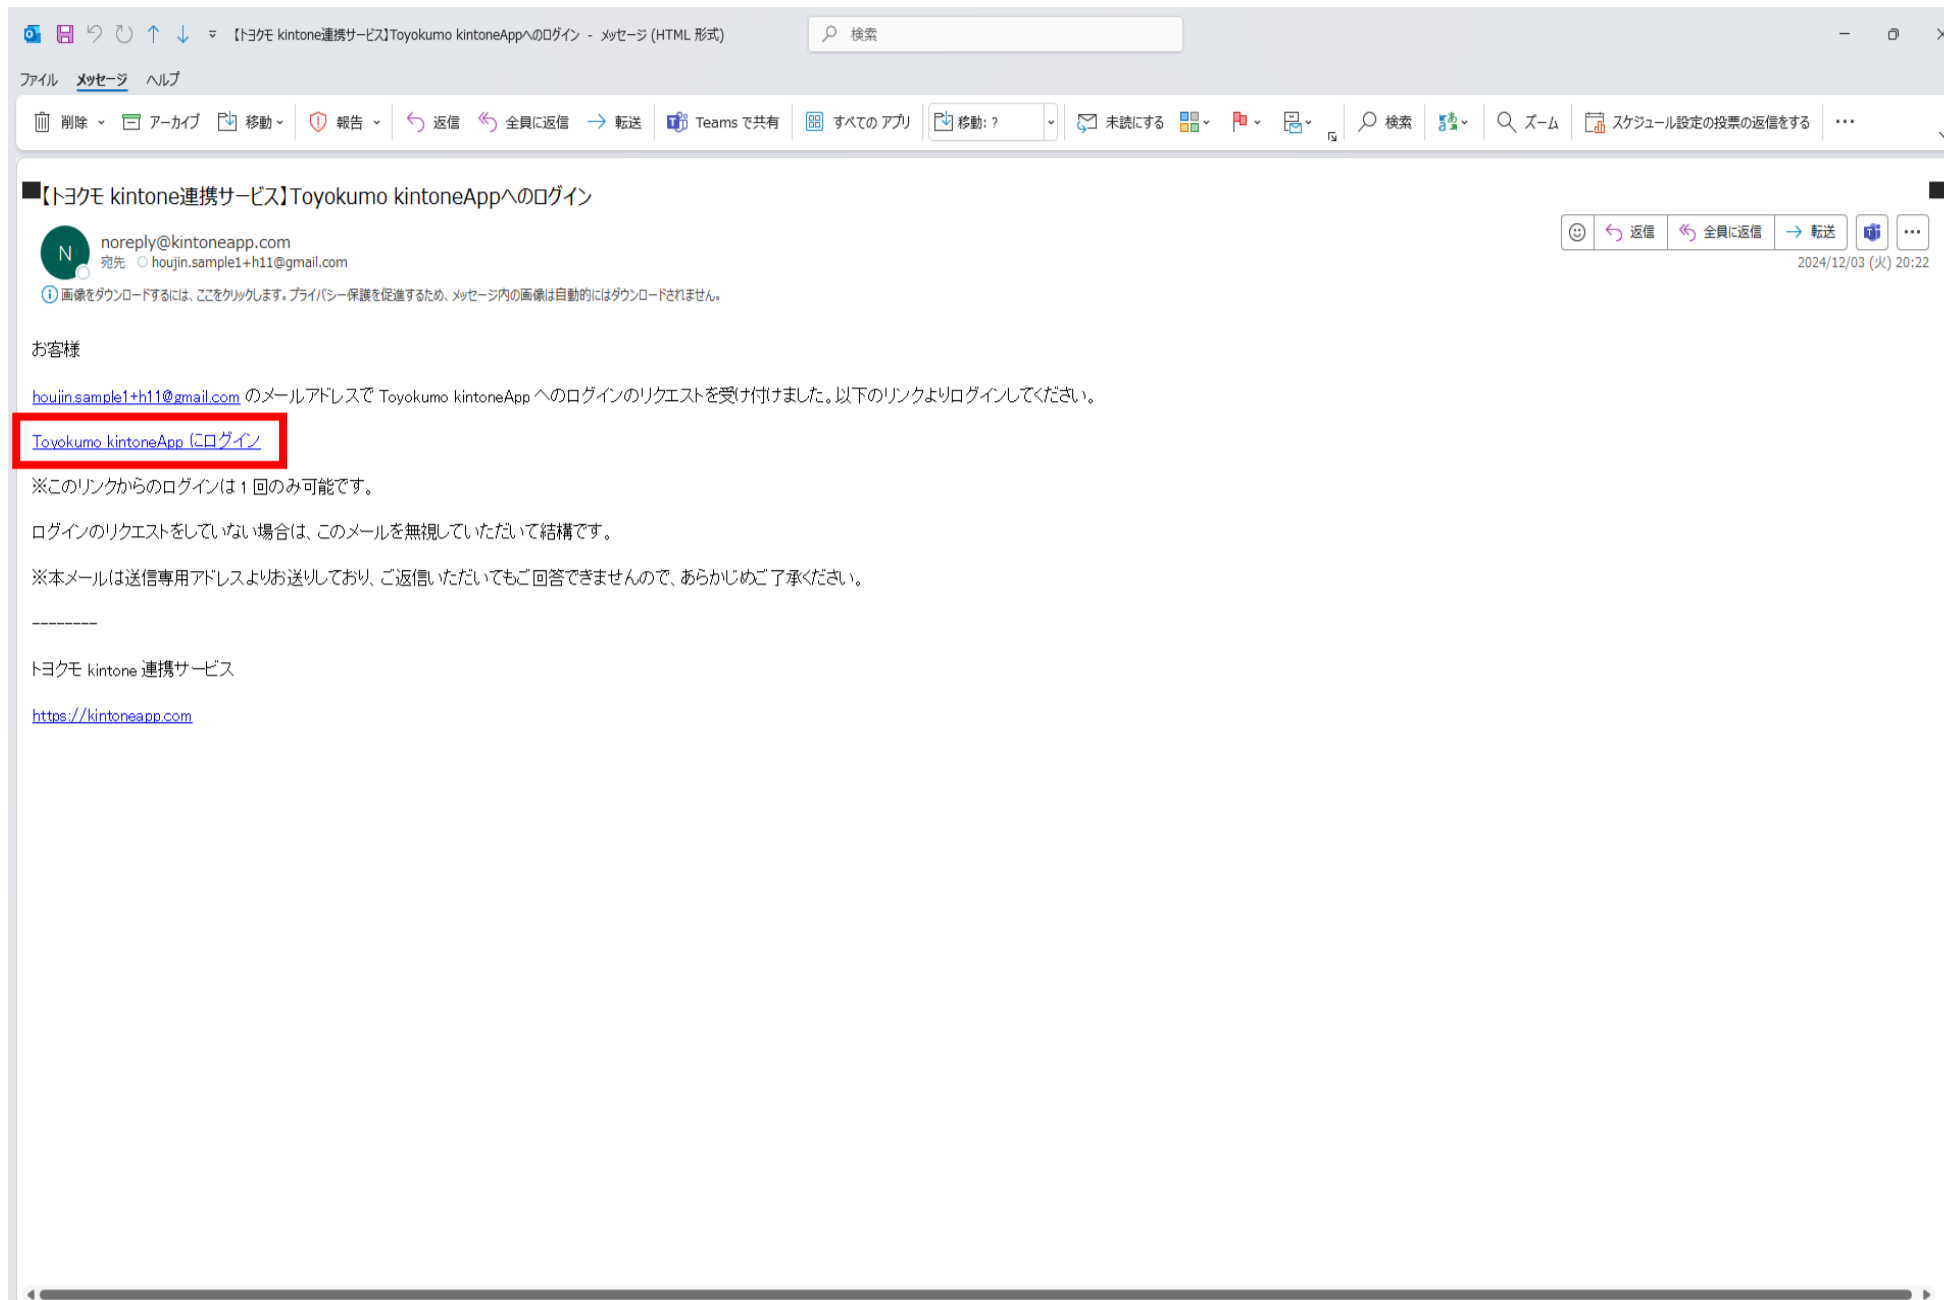 【トヨクモ kintone連携サービス】Toyokumo kintoneAppへのログイン - メッセージ (HTML 形式)
検索
ファイル メッセージ ヘルプ
削除 アーカイブ 移動 報告 返信 全員に返信 転送 Teams で共有 すべての アプリ 移動: ? 未読にする 検索 ズーム スケジュール設定の投票の返信をする ...
【トヨクモ kintone連携サービス】Toyokumo kintoneAppへのログイン
N
noreply@kintoneapp.com
返信 全員に返信 転送 ...
宛先 houjin.sample1+h11@gmail.com
2024/12/03 (火) 20:22
画像をダウンロードするには、ここをクリックします。プライバシー保護を促進するため、メッセージ内の画像は自動的にはダウンロードされません。
お客様
houjin.sample1+h11@gmail.com のメールアドレスで Toyokumo kintoneApp へのログインのリクエストを受け付けました。以下のリンクよりログインしてください。
Toyokumo kintoneApp にログイン
※このリンクからのログインは 1 回のみ可能です。
ログインのリクエストをしていない場合は、このメールを無視していただいて結構です。
※本メールは送信専用アドレスよりお送りしており、ご返信いただいてもご回答できませんので、あらかじめご了承ください。
--------
トヨクモ kintone 連携サービス
https://kintoneapp.com